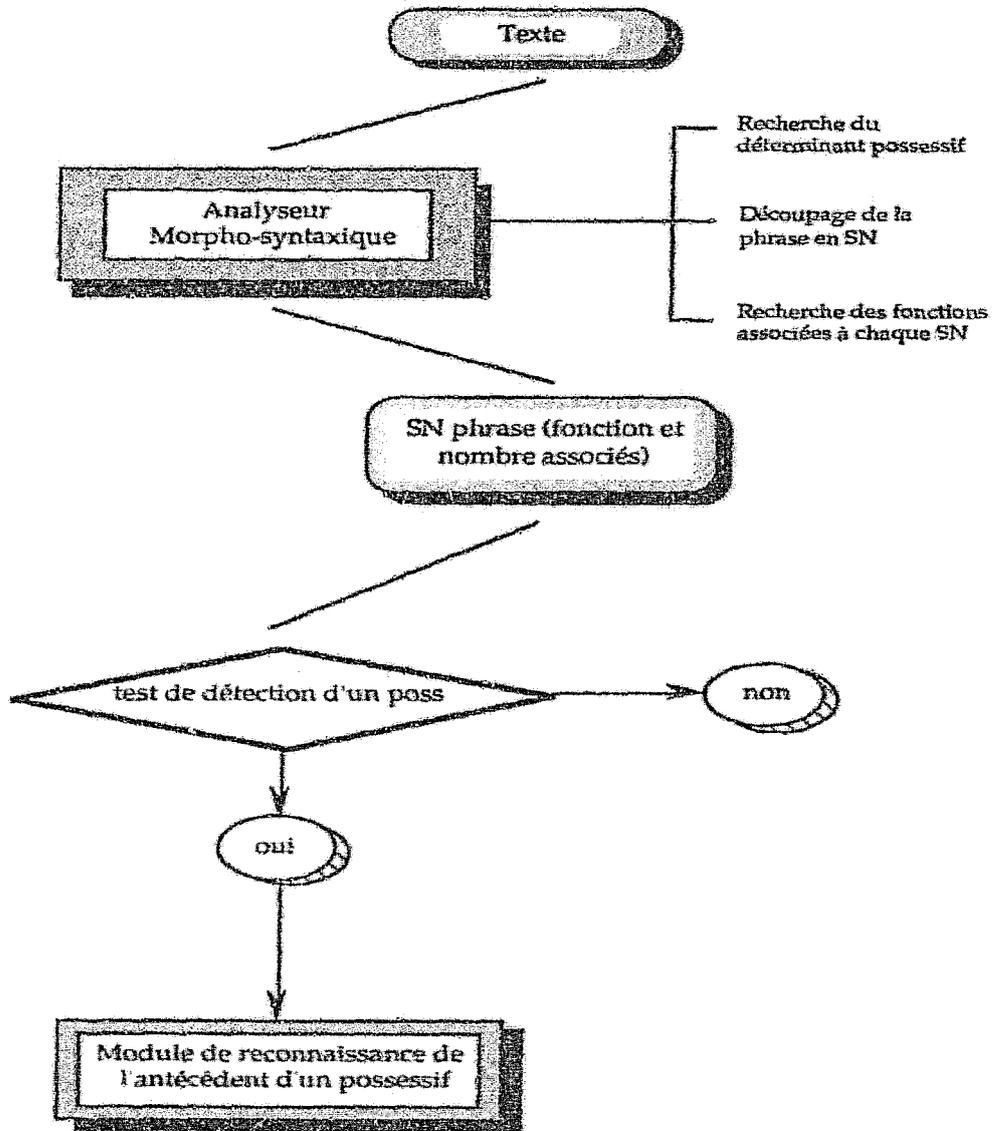 Texte
Recherche du
déterminant possessif
Analyseur
Morpho-syntaxique
Découpage de la
phrase en SN
Recherche des fonctions
associées à chaque SN
SN phrase (fonction et
nombre associés)
test de détection d'un poss
non
oui
Module de reconnaissance de
l'antécédent d'un possessif